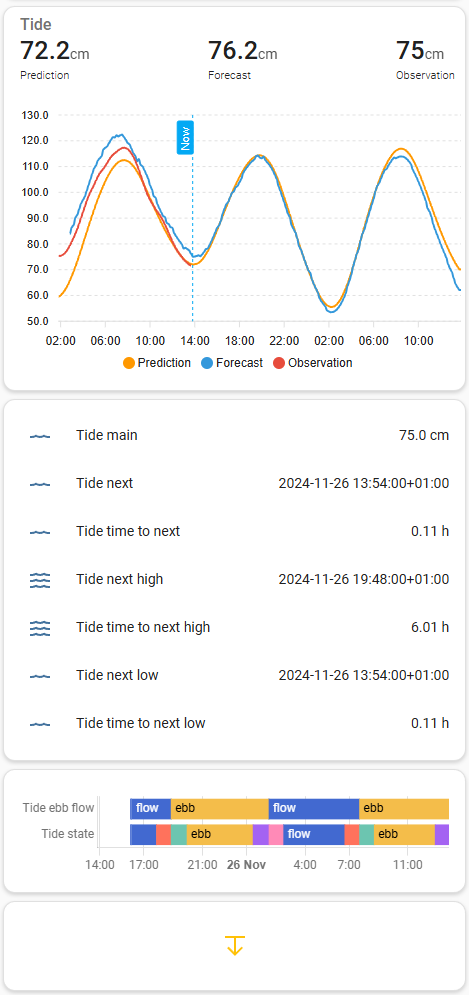 Tide
72.2cm 76.2cm 75cm
Prediction Forecast Observation
130.0
120.0
110.0
100.0
90.0
80.0
70.0
60.0
50.0
Now
02:00 06:00 10:00 14:00 18:00 22:00 02:00 06:00 10:00
Prediction Forecast Observation
Tide main 75.0 cm
Tide next 2024-11-26 13:54:00+01:00
Tide time to next 0.11 h
Tide next high 2024-11-26 19:48:00+01:00
Tide time to next high 6.01 h
Tide next low 2024-11-26 13:54:00+01:00
Tide time to next low 0.11 h
Tide ebb flow flow ebb flow ebb
Tide state ebb flow ebb
14:00 17:00 21:00 26 Nov 4:00 7:00 11:00